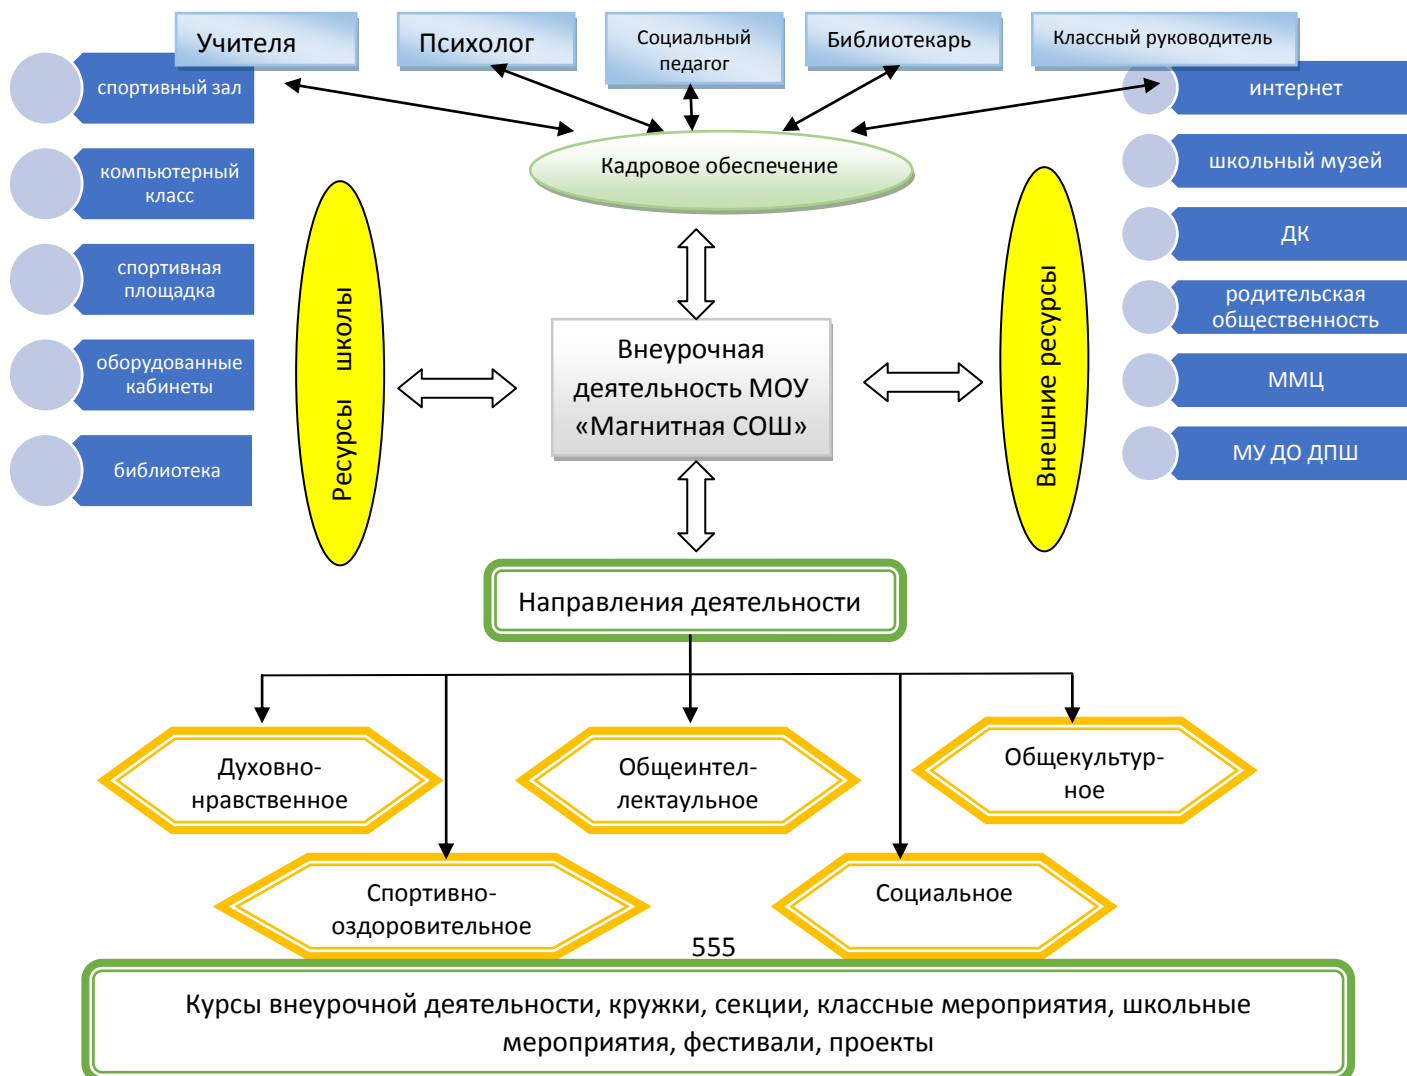 Учителя
Психолог
Социальный
педагог
Библиотекарь
Классный руководитель
спортивный зал
компьютерный
класс
спортивная
площадка
оборудованные
кабинеты
библиотека
Ресурсы школы
Кадровое обеспечение
Внеурочная
деятельность МОУ
«Магнитная СОШ»
Внешние ресурсы
интернет
школьный музей
ДК
родительская
общественность
ММЦ
МУ ДО ДПШ
Направления деятельности
Духовно-
нравственное
Общеинтел-
лектаульное
Общекультур-
ное
Спортивно-
оздоровительное
Социальное
555
Курсы внеурочной деятельности, кружки, секции, классные мероприятия, школьные
мероприятия, фестивали, проекты